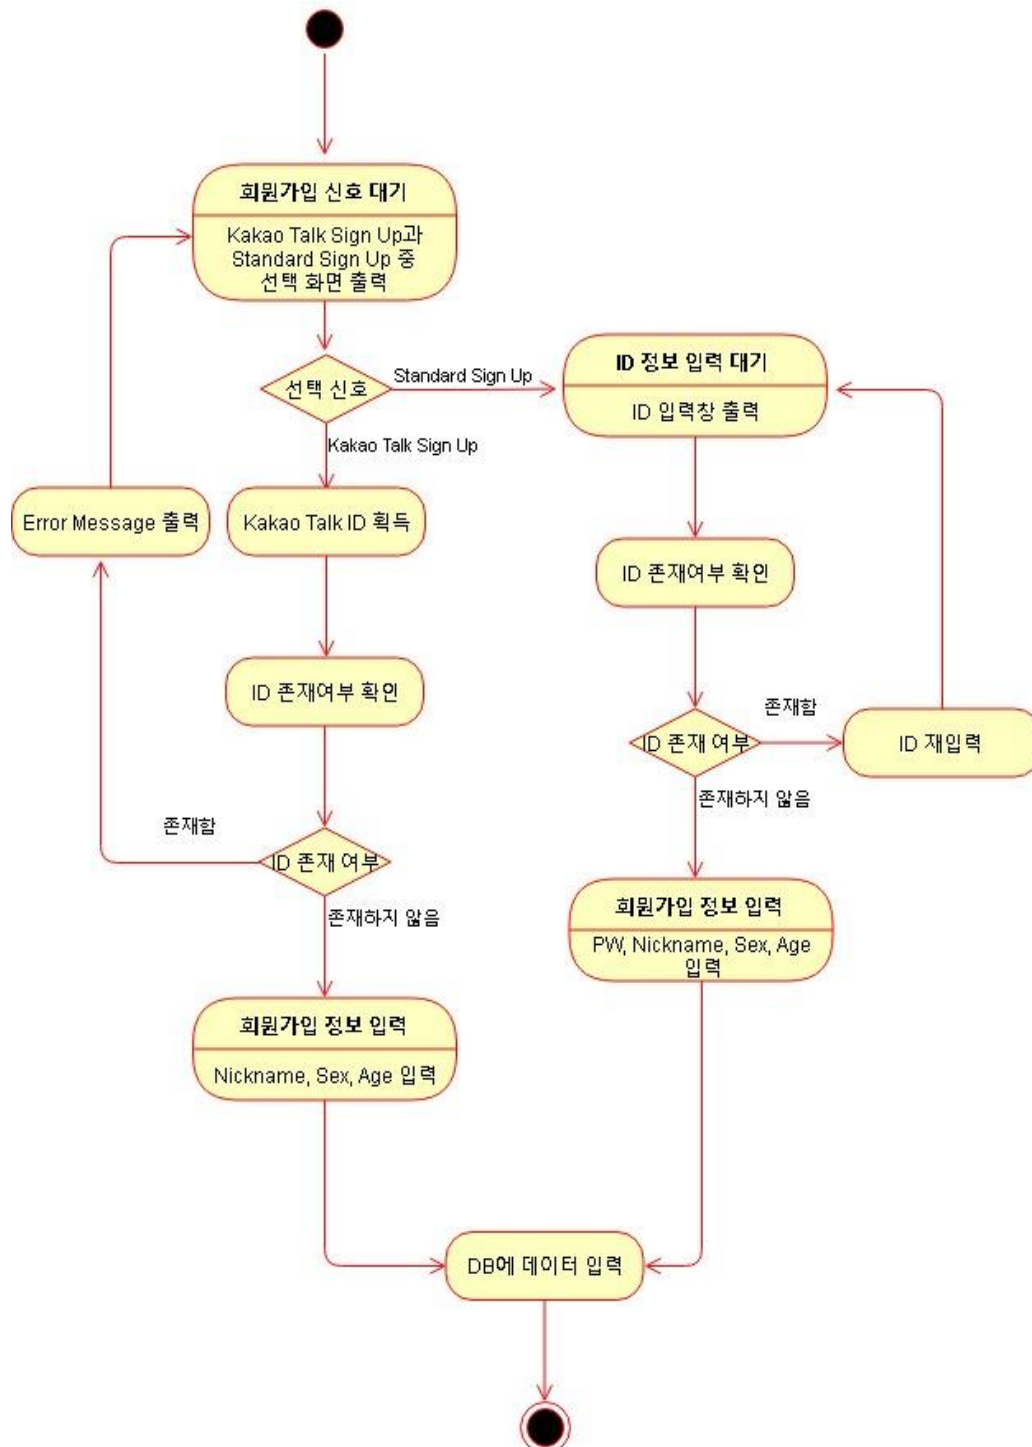 회원가입 신호 대기
Kakao Talk Sign Up과
Standard Sign Up 중
선택 화면 출력
선택 신호
Standard Sign Up
ID 정보 입력 대기
ID 입력창 출력
Kakao Talk Sign Up
Error Message 출력
Kakao Talk ID 획득
ID 존재여부 확인
ID 존재여부 확인
ID 존재 여부
존재함
ID 재입력
존재하지 않음
존재함
ID 존재 여부
존재하지 않음
회원가입 정보 입력
PW, Nickname, Sex, Age
입력
회원가입 정보 입력
Nickname, Sex, Age 입력
DB에 데이터 입력